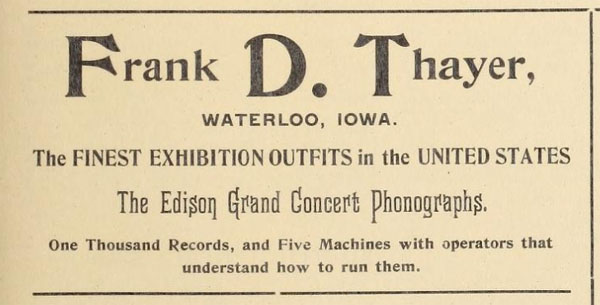 Frank D. Thayer,
WATERLOO, IOWA.
The FINEST EXHIBITION OUTFITS in the UNITED STATES
The Edison Grand Concert Phonographs.
One Thousand Records, and Five Machines with operators that
understand how to run them.